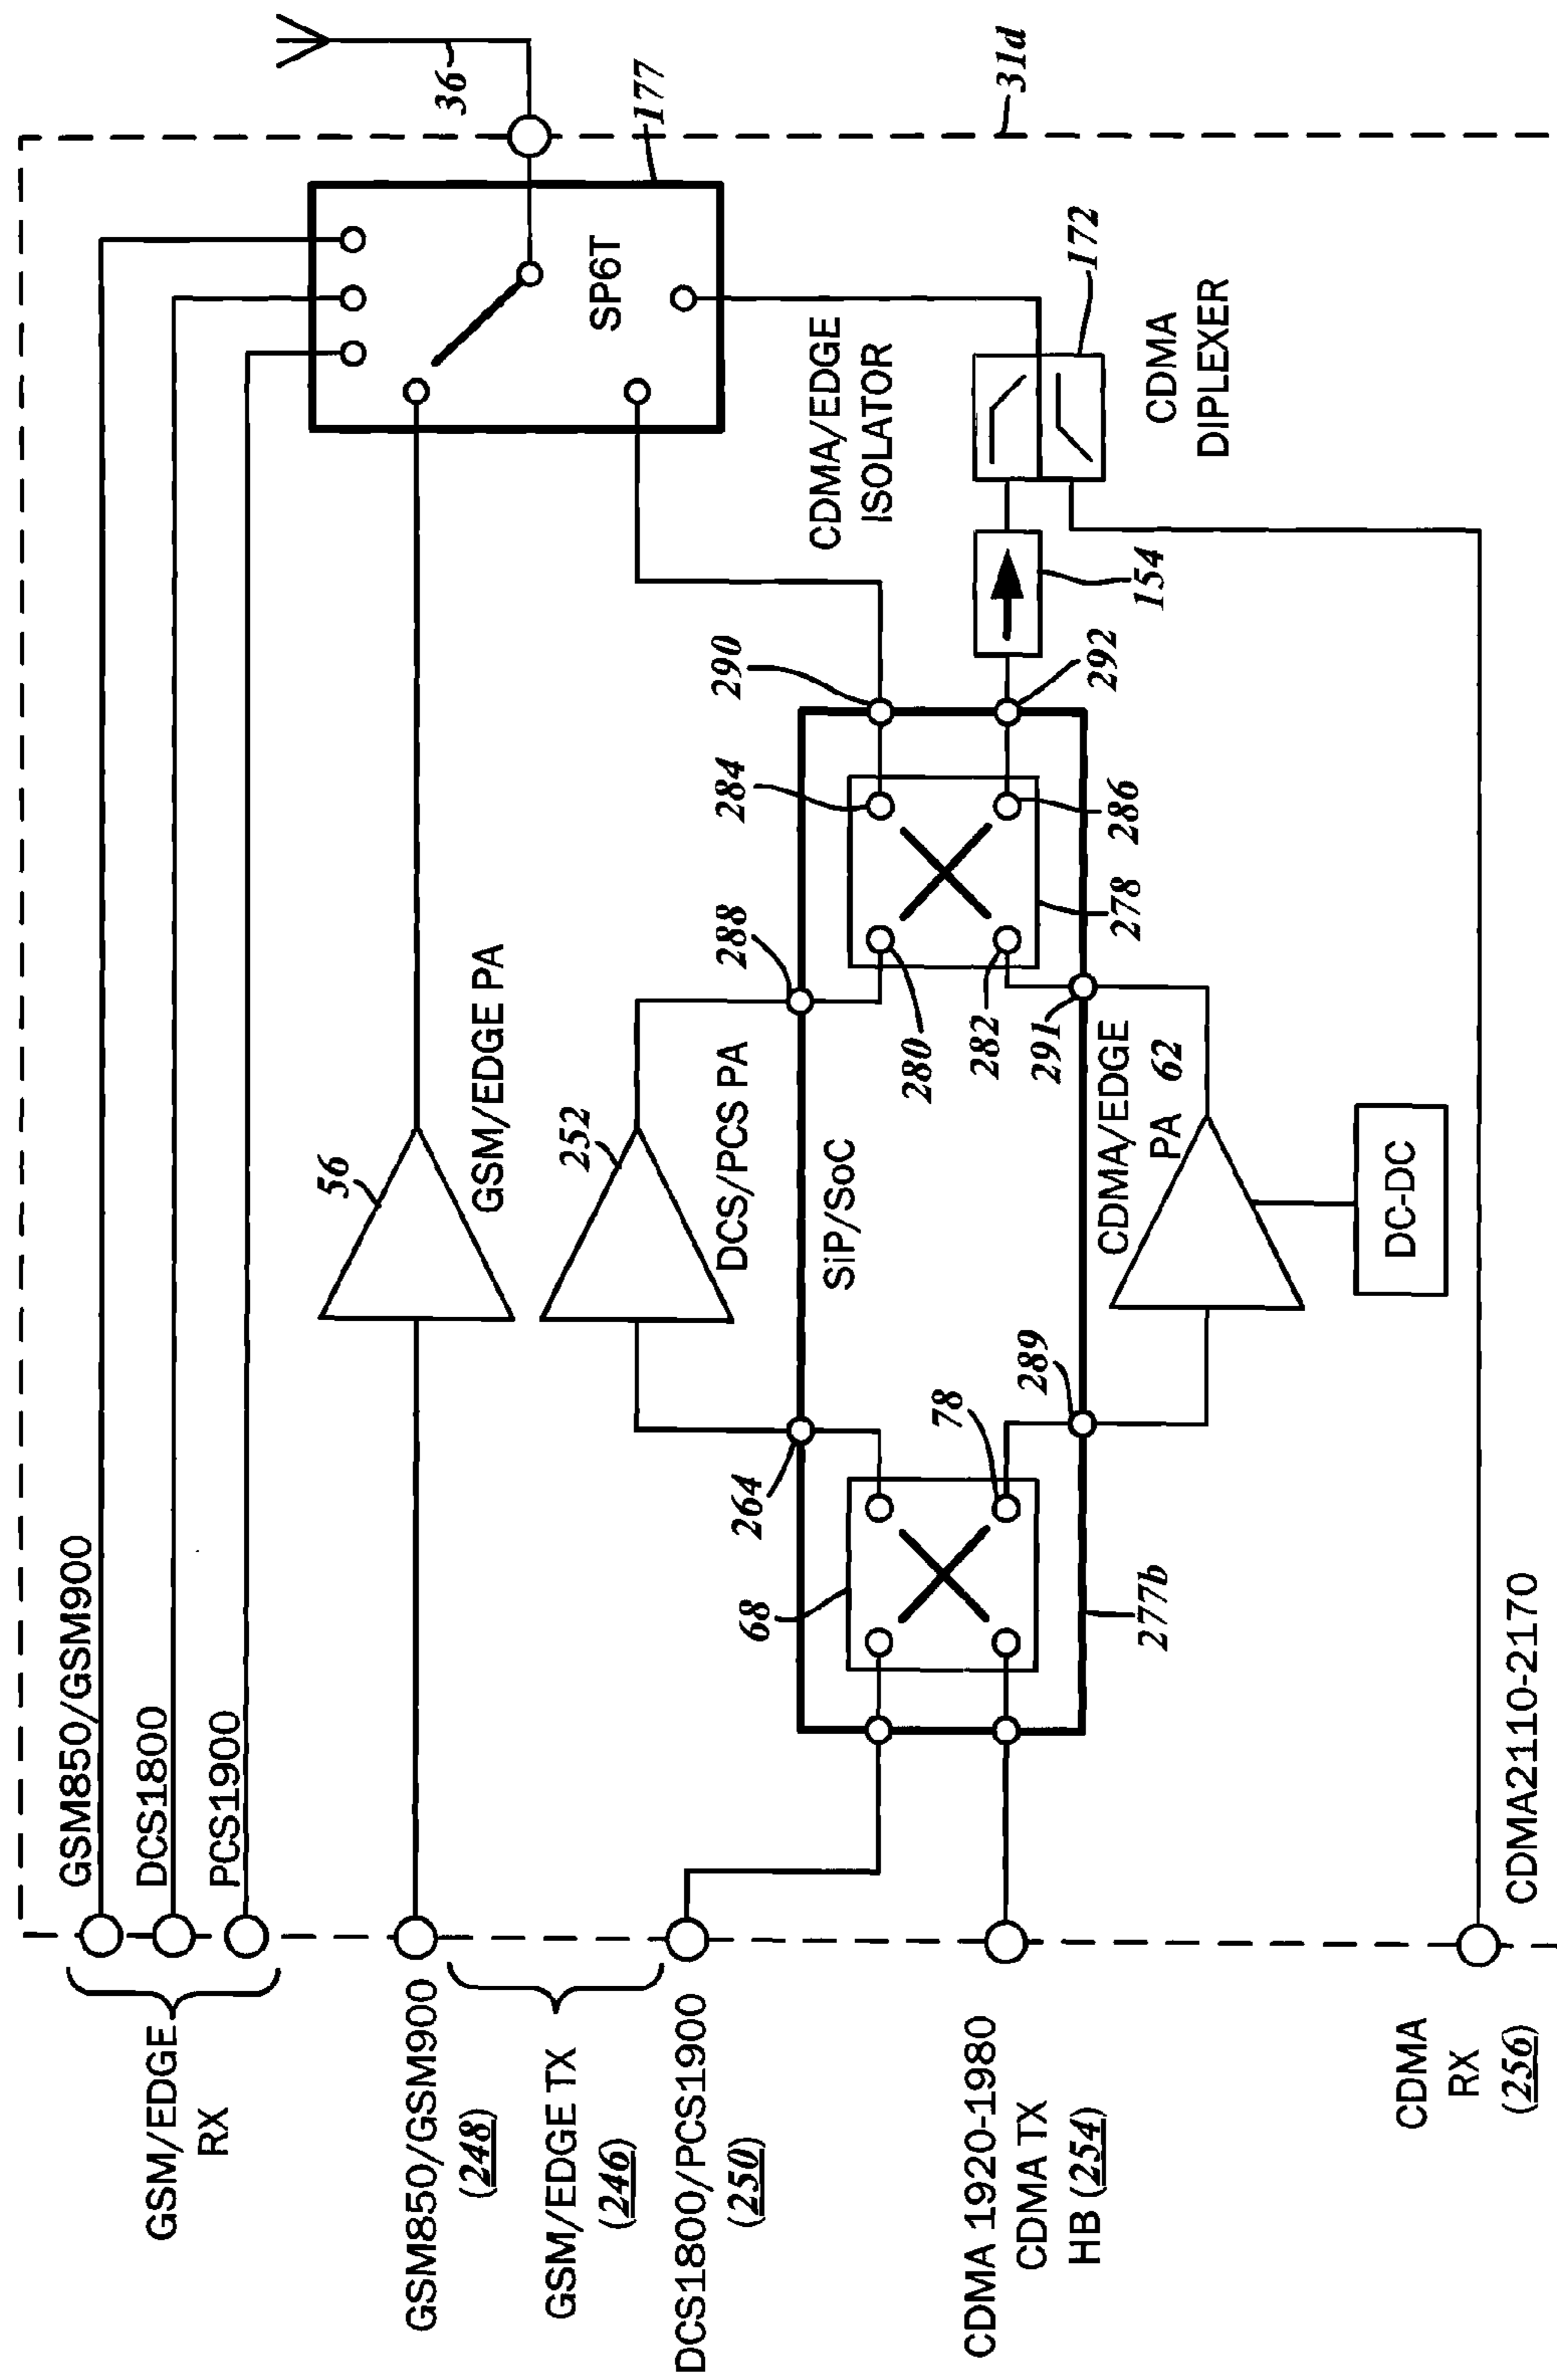 GSM/EDGE
RX
GSM850/GSM900
DCS1800
PCS1900
36
177
31d
SP6T
GSM850/GSM900
(248)
GSM/EDGE TX
(246)
DCS1800/PCS1900
(250)
56
GSM/EDGE PA
252
DCS/PCS PA
264
288
290
284
SiP/SoC
68
78
280
282
286
292
278
291
289
277b
CDMA/EDGE
ISOLATOR
154
172
CDMA
DIPLEXER
CDMA/EDGE
PA 62
DC-DC
CDMA 1920-1980
CDMA TX
HB (254)
CDMA
RX
(256)
CDMA2110-2170